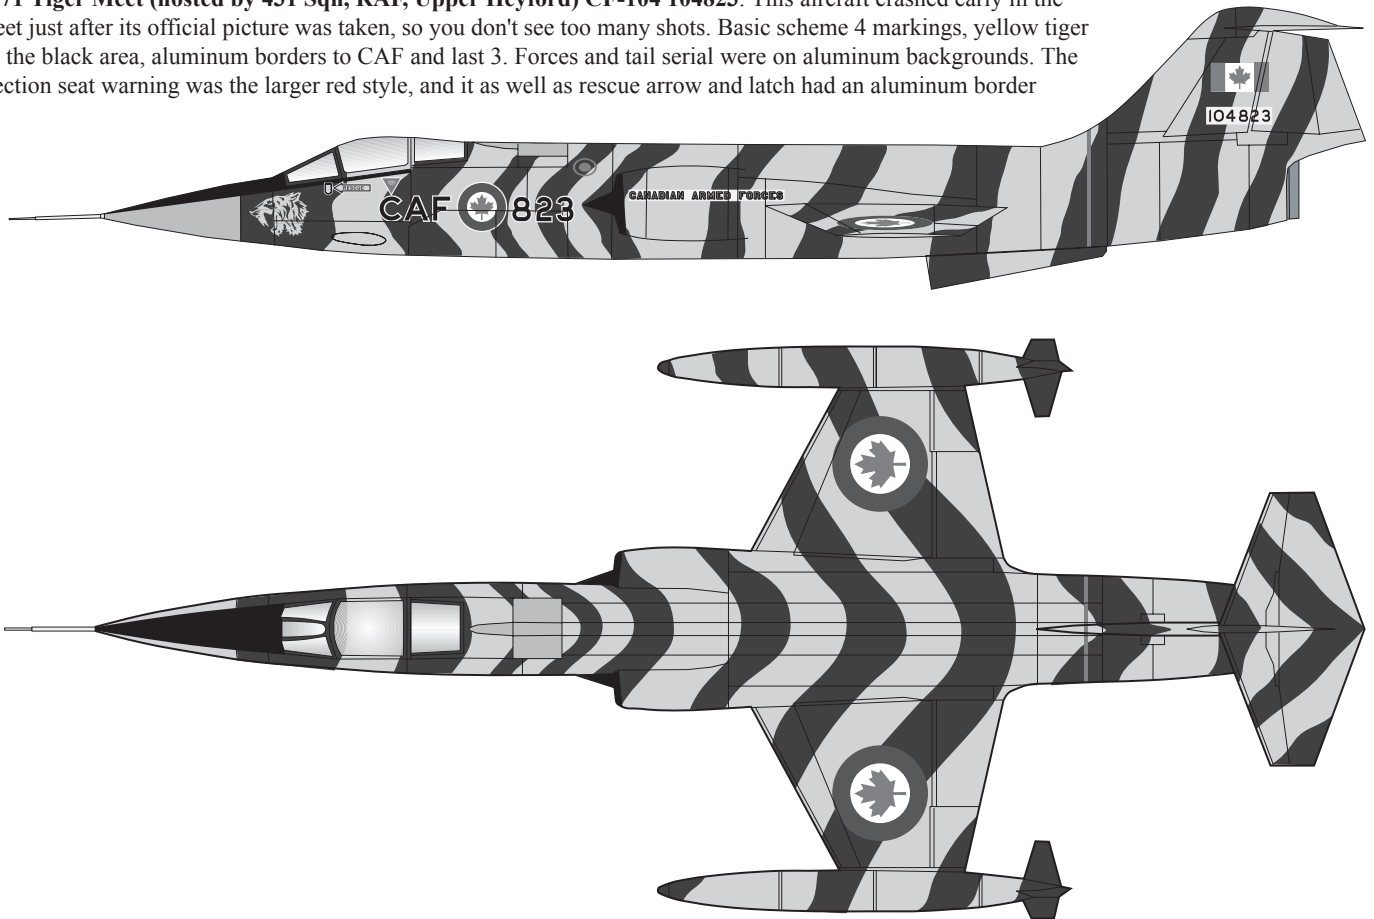 71 Tiger Meet (hosted by 431 Sqn, RAF, Upper Heyford) CF-104 104823. This aircraft crashed early in the
eet just after its official picture was taken, so you don't see too many shots. Basic scheme 4 markings, yellow tiger
the black area, aluminum borders to CAF and last 3. Forces and tail serial were on aluminum backgrounds. The
ection seat warning was the larger red style, and it as well as rescue arrow and latch had an aluminum border
104823
RESCUE
CAF 823
CANADIAN ARMED FORCES